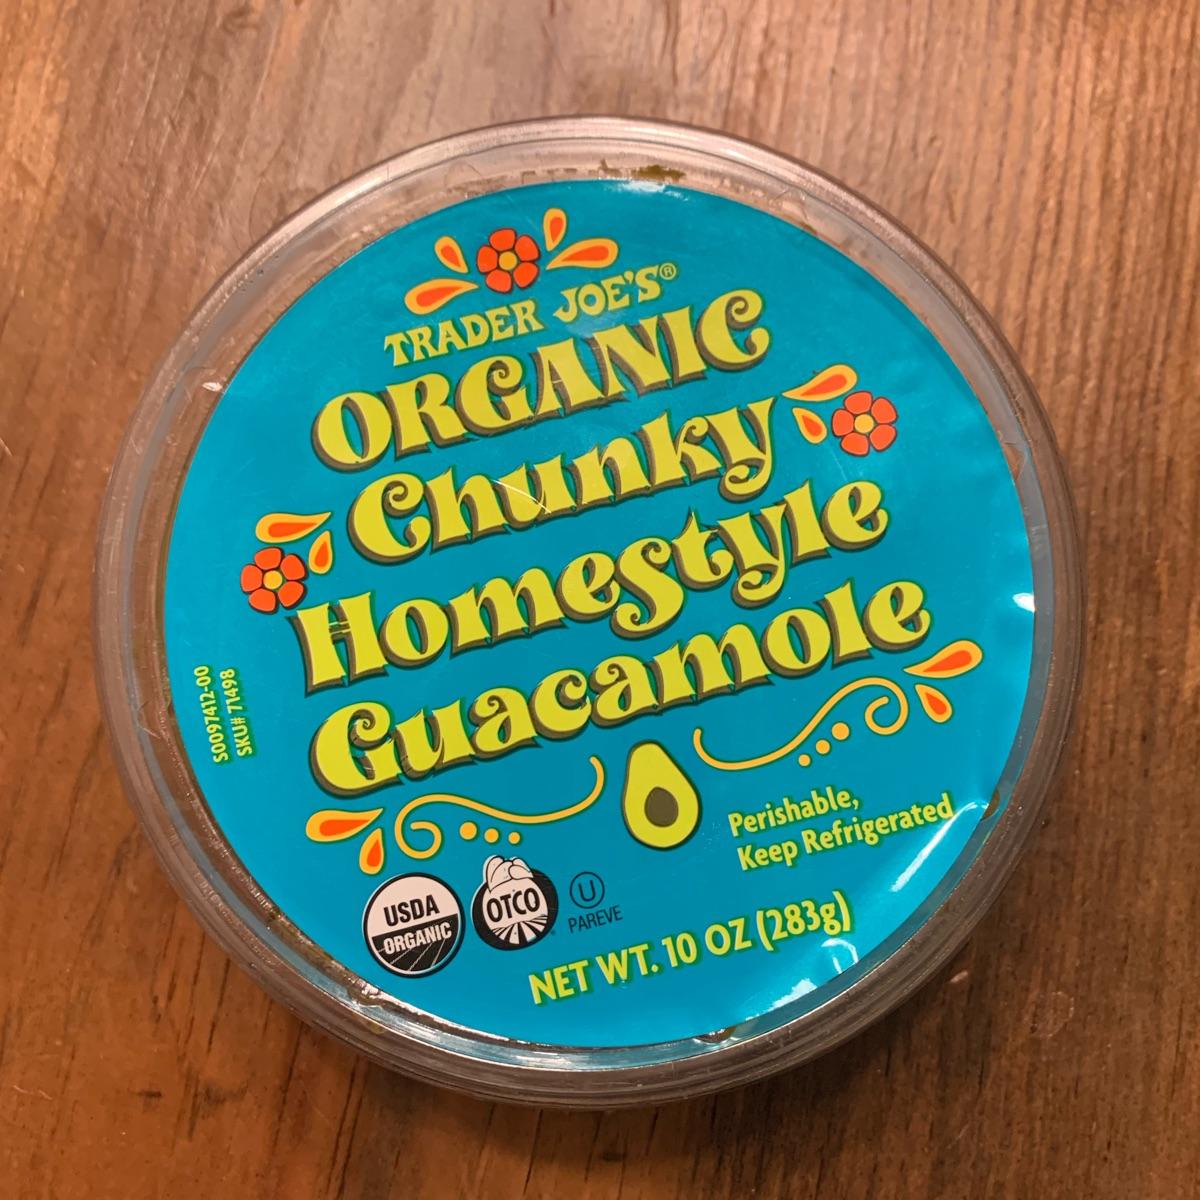 TRADER JOE'S®
ORGANIC
Chunky
Homestyle
Guacamole
S0097412-00
SKU# 71498
Perishable,
Keep Refrigerated
USDA
ORGANIC
OTCO
U
PAREVE
NET WT. 10 OZ (283g)